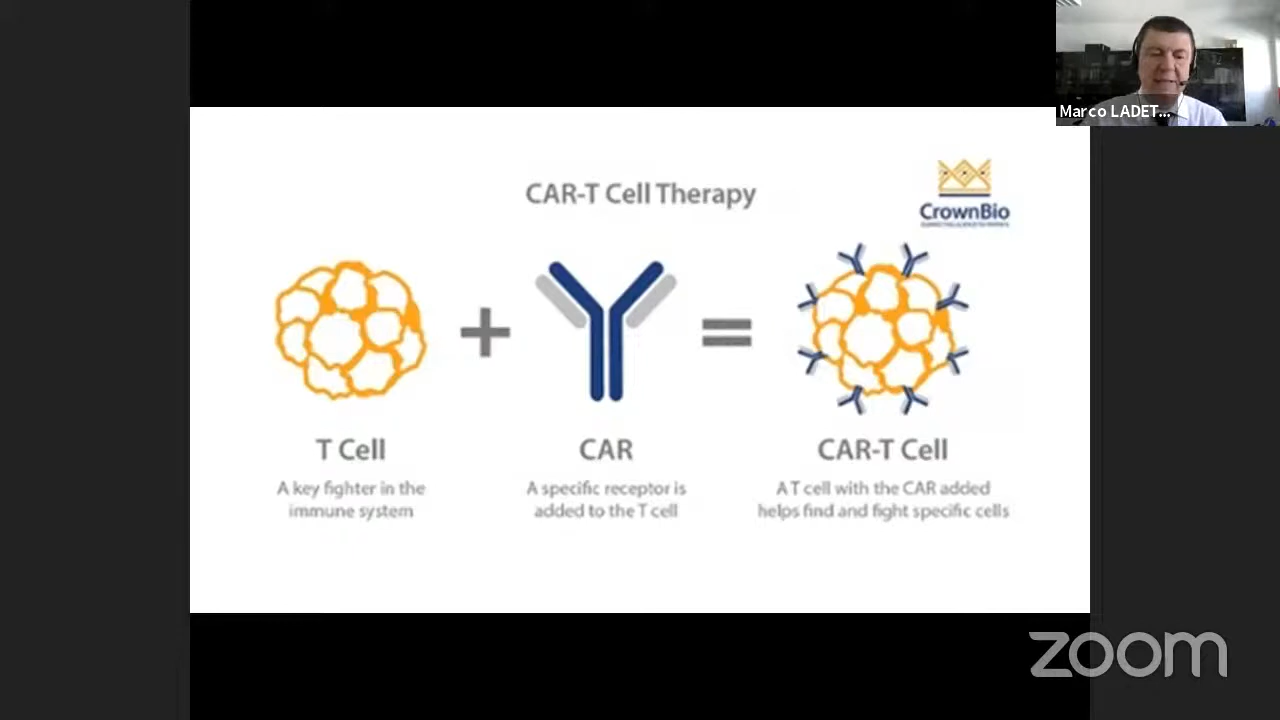 Marco LADET...
CAR-T Cell Therapy
CrownBio
T Cell
A key fighter in the
immune system
CAR
A specific receptor is
added to the T cell
CAR-T Cell
A T cell with the CAR added
helps find and fight specific cells
zoom